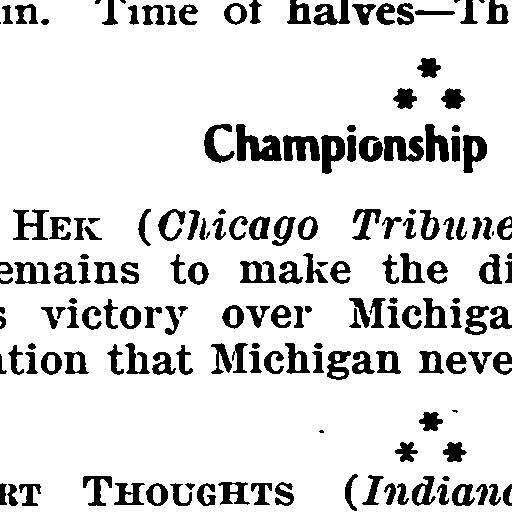 in. Time of halves—Th
*
* *
Championship
HEK (Chicago Tribune
emains to make the di
s victory over Michiga
ation that Michigan neve
*
* *
RT THOUGHTS (Indiana